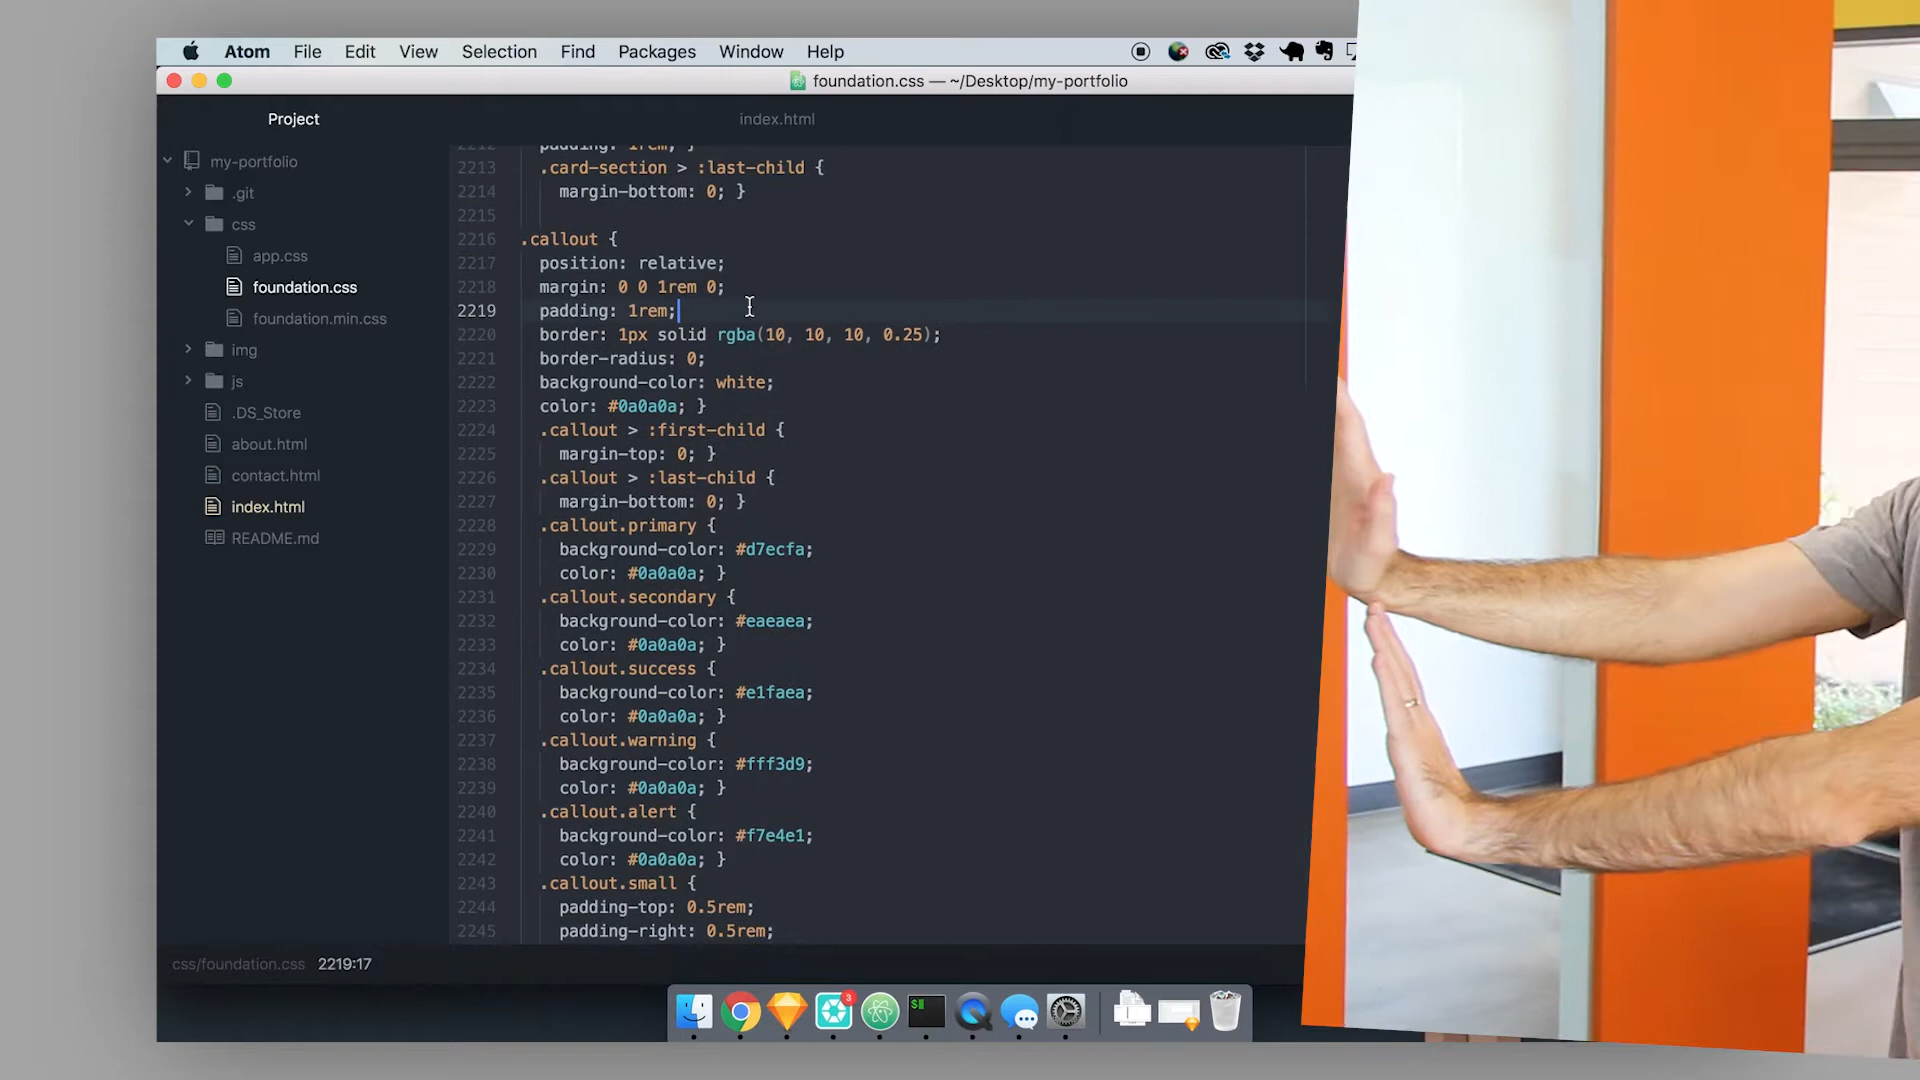 Atom File Edit View Selection Find Packages Window Help
foundation.css — ~/Desktop/my-portfolio
Project
index.html
my-portfolio
.git
css
app.css
foundation.css
foundation.min.css
img
js
.DS_Store
about.html
contact.html
index.html
README.md
2212 padding: 1rem; }
2213 .card-section > :last-child {
2214 margin-bottom: 0; }
2215
2216 .callout {
2217 position: relative;
2218 margin: 0 0 1rem 0;
2219 padding: 1rem;
2220 border: 1px solid rgba(10, 10, 10, 0.25);
2221 border-radius: 0;
2222 background-color: white;
2223 color: #0a0a0a; }
2224 .callout > :first-child {
2225 margin-top: 0; }
2226 .callout > :last-child {
2227 margin-bottom: 0; }
2228 .callout.primary {
2229 background-color: #d7ecfa;
2230 color: #0a0a0a; }
2231 .callout.secondary {
2232 background-color: #eaeaea;
2233 color: #0a0a0a; }
2234 .callout.success {
2235 background-color: #e1faea;
2236 color: #0a0a0a; }
2237 .callout.warning {
2238 background-color: #fff3d9;
2239 color: #0a0a0a; }
2240 .callout.alert {
2241 background-color: #f7e4e1;
2242 color: #0a0a0a; }
2243 .callout.small {
2244 padding-top: 0.5rem;
2245 padding-right: 0.5rem;
css/foundation.css 2219:17
3
$